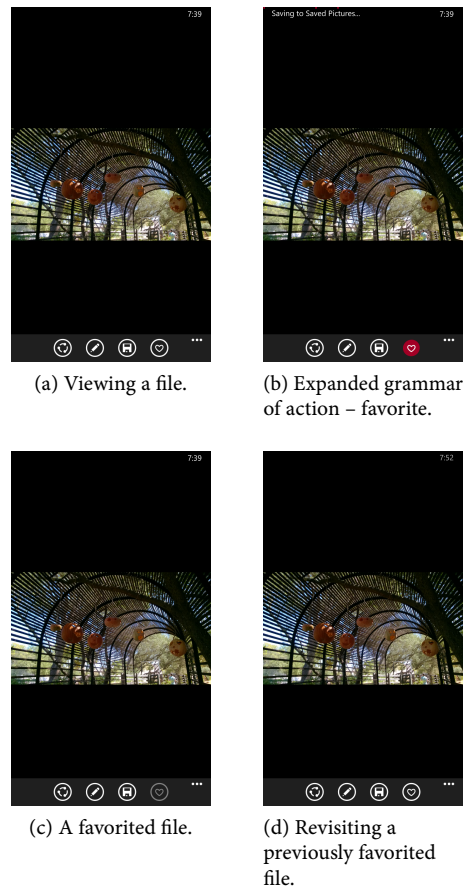 7:39
Saving to Saved Pictures...
7:39
(a) Viewing a file.
(b) Expanded grammar
of action – favorite.
7:39
7:52
(c) A favorited file.
(d) Revisiting a
previously favorited
file.